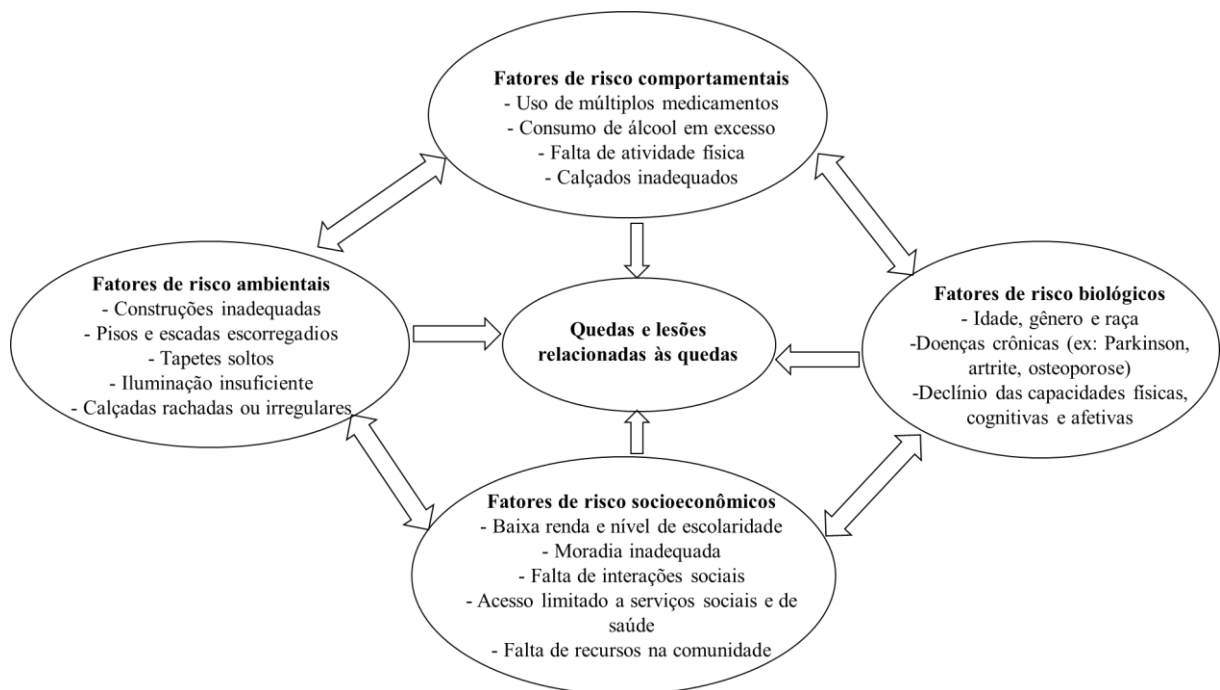 Fatores de risco comportamentais
- Uso de múltiplos medicamentos
- Consumo de álcool em excesso
- Falta de atividade física
- Calçados inadequados
Fatores de risco ambientais
- Construções inadequadas
- Pisos e escadas escorregadios
- Tapetes soltos
- Iluminação insuficiente
- Calçadas rachadas ou irregulares
Quedas e lesões
relacionadas às quedas
Fatores de risco biológicos
- Idade, gênero e raça
-Doenças crônicas (ex: Parkinson,
artrite, osteoporose)
-Declínio das capacidades físicas,
cognitivas e afetivas
Fatores de risco socioeconômicos
- Baixa renda e nível de escolaridade
- Moradia inadequada
- Falta de interações sociais
- Acesso limitado a serviços sociais e de
saúde
- Falta de recursos na comunidade